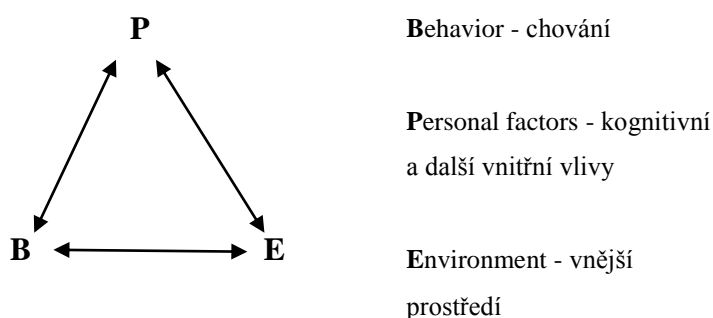 P
B E
Behavior - chování
Personal factors - kognitivní
a další vnitřní vlivy
Environment - vnější
prostředí